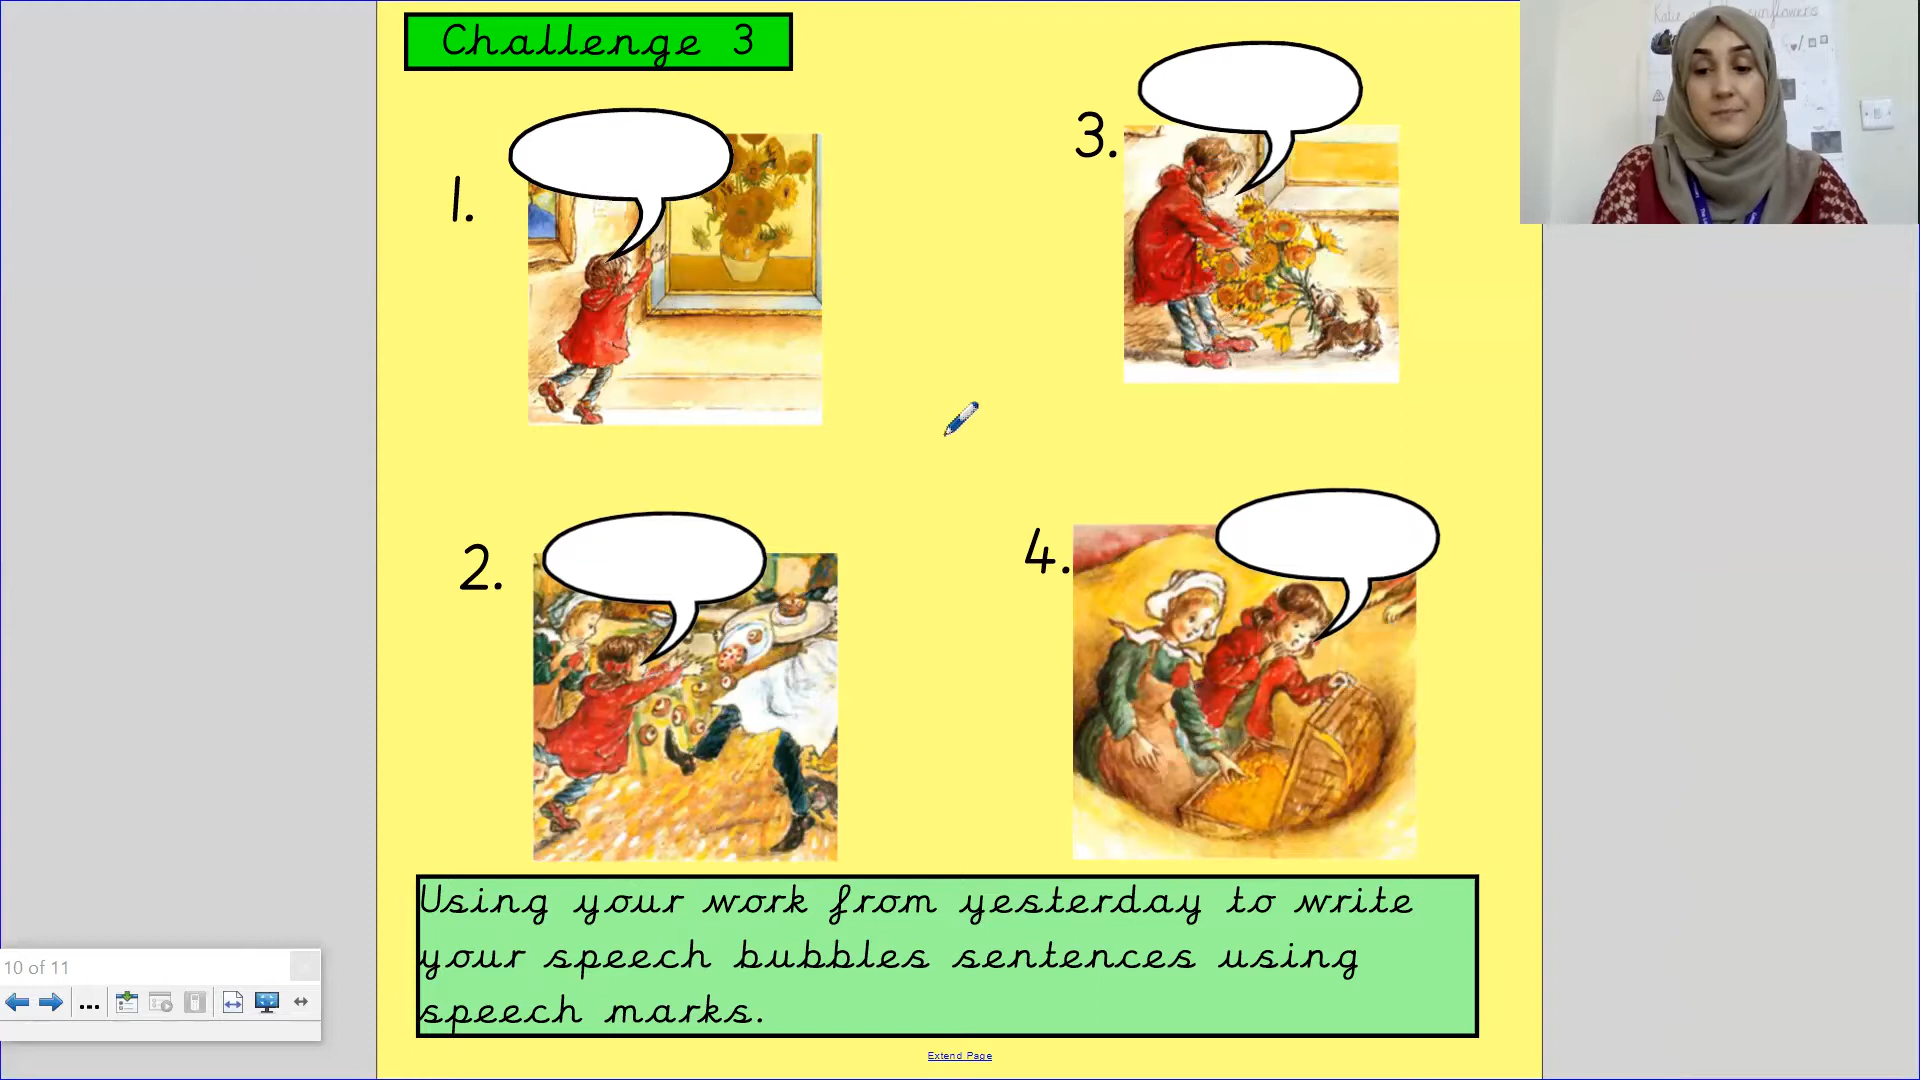 Challenge 3
1.
3.
2.
4.
Using your work from yesterday to write
your speech bubbles sentences using
speech marks.
Extend Page
10 of 11